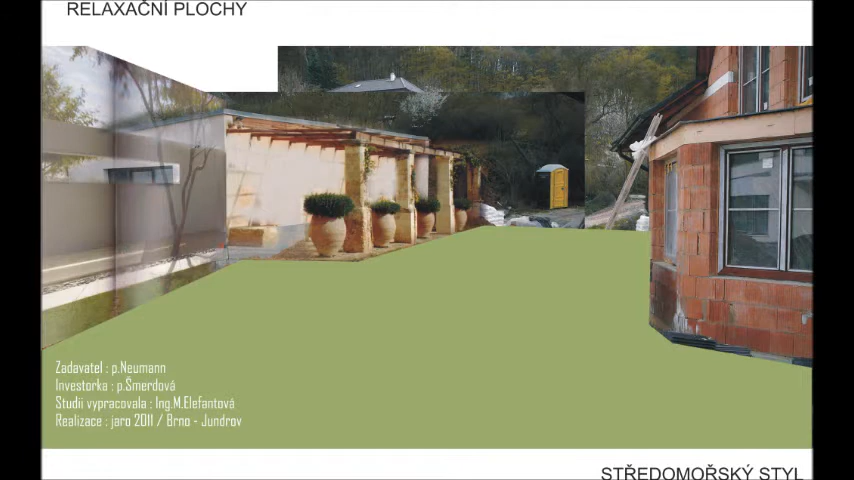 RELAXAČNÍ PLOCHY
Zadavatel : p.Neumann
Investorka : p.Šmerdová
Studii vypracovala : Ing.M.Elefantová
Realizace : jaro 2011 / Brno - Jundrov
STŘEDOMOŘSKÝ STYL